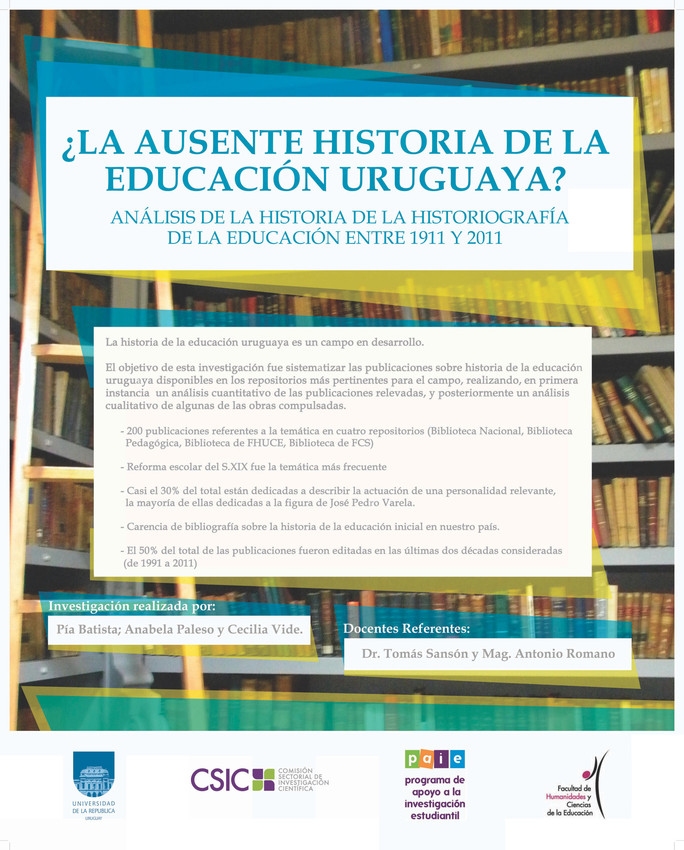 ¿LA AUSENTE HISTORIA DE LA
EDUCACIÓN URUGUAYA?
ANÁLISIS DE LA HISTORIA DE LA HISTORIOGRAFÍA
DE LA EDUCACIÓN ENTRE 1911 Y 2011
La historia de la educación uruguaya es un campo en desarrollo.
El objetivo de esta investigación fue sistematizar las publicaciones sobre historia de la educación
uruguaya disponibles en los repositorios más pertinentes para el campo, realizando, en primera
instancia un análisis cuantitativo de las publicaciones relevadas, y posteriormente un análisis
cualitativo de algunas de las obras compulsadas.
- 200 publicaciones referentes a la temática en cuatro repositorios (Biblioteca Nacional, Biblioteca
Pedagógica, Biblioteca de FHUCE, Biblioteca de FCS)
- Reforma escolar del S.XIX fue la temática más frecuente
- Casi el 30% del total están dedicadas a describir la actuación de una personalidad relevante,
la mayoría de ellas dedicadas a la figura de José Pedro Varela.
- Carencia de bibliografía sobre la historia de la educación inicial en nuestro país.
- El 50% del total de las publicaciones fueron editadas en las últimas dos décadas consideradas
(de 1991 a 2011)
Investigación realizada por:
Pía Batista; Anabela Paleso y Cecilia Vide.
Docentes Referentes:
Dr. Tomás Sansón y Mag. Antonio Romano
UNIVERSIDAD
DE LA REPUBLICA
URUGUAY
CSIC
COMISIÓN
SECTORIAL DE
INVESTIGACIÓN
CIENTÍFICA
paie
programa de
apoyo a la
investigación
estudiantil
Facultad de
Humanidades y
Ciencias
de la Educación